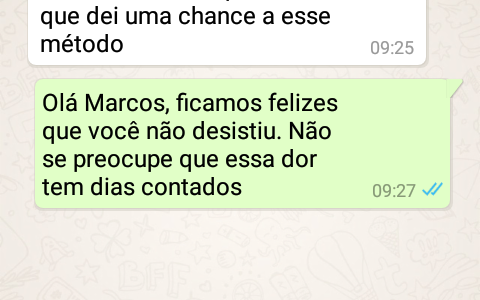 que dei uma chance a esse
método
09:25
Olá Marcos, ficamos felizes
que você não desistiu. Não
se preocupe que essa dor
tem dias contados
09:27